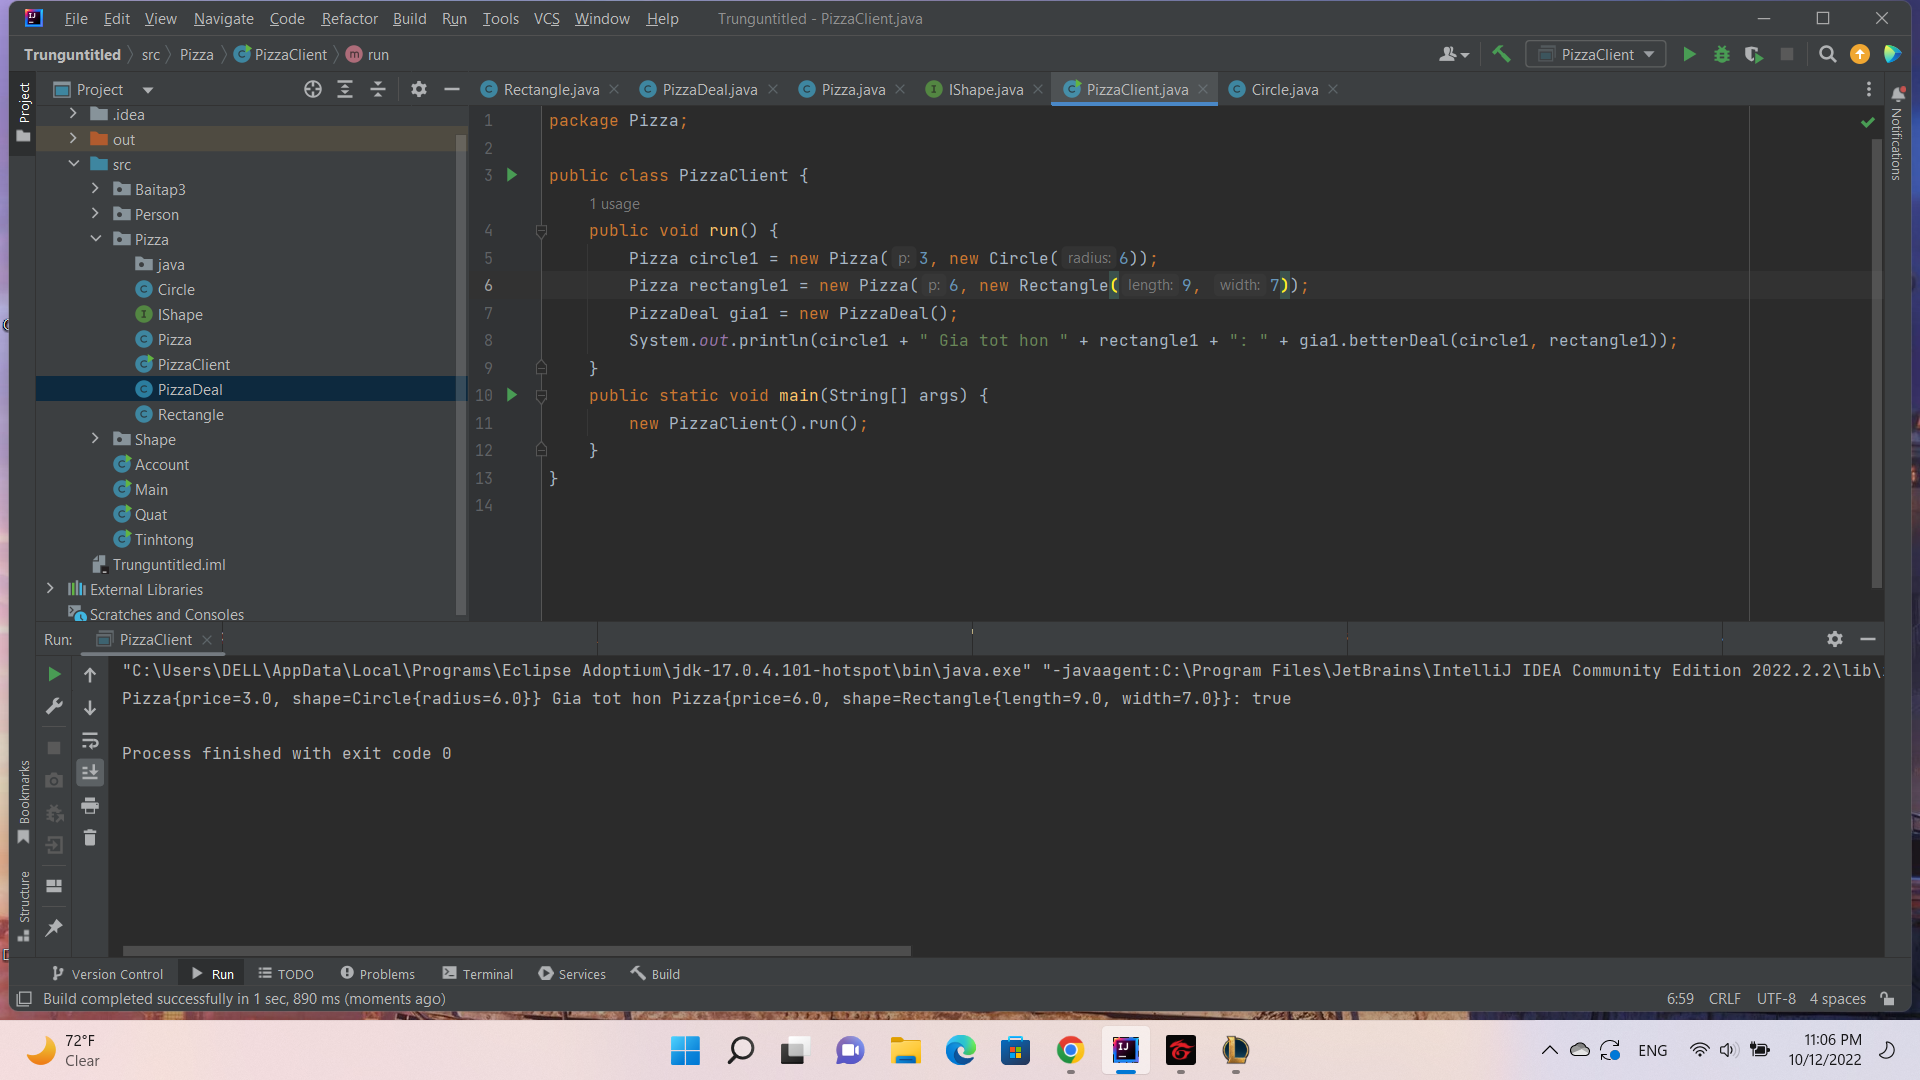 File Edit View Navigate Code Refactor Build Run Tools VCS Window Help Trunguntitled - PizzaClient.java
Trunguntitled src Pizza PizzaClient run PizzaClient
Project Rectangle.java PizzaDeal.java Pizza.java IShape.java PizzaClient.java Circle.java
Project
Notifications
.idea
out
src
Baitap3
Person
Pizza
java
Circle
IShape
Pizza
PizzaClient
PizzaDeal
Rectangle
Shape
Account
Main
Quat
Tinhtong
Trunguntitled.iml
External Libraries
Scratches and Consoles
1 package Pizza;
2
3 public class PizzaClient {
1 usage
4 public void run() {
5 Pizza circle1 = new Pizza( p: 3, new Circle( radius: 6));
6 Pizza rectangle1 = new Pizza( p: 6, new Rectangle( length: 9, width: 7));
7 PizzaDeal gia1 = new PizzaDeal();
8 System.out.println(circle1 + " Gia tot hon " + rectangle1 + ": " + gia1.betterDeal(circle1, rectangle1));
9 }
10 public static void main(String[] args) {
11 new PizzaClient().run();
12 }
13 }
14
Run: PizzaClient
"C:\Users\DELL\AppData\Local\Programs\Eclipse Adoptium\jdk-17.0.4.101-hotspot\bin\java.exe" "-javaagent:C:\Program Files\JetBrains\IntelliJ IDEA Community Edition 2022.2.2\lib\
Pizza{price=3.0, shape=Circle{radius=6.0}} Gia tot hon Pizza{price=6.0, shape=Rectangle{length=9.0, width=7.0}}: true
Process finished with exit code 0
Bookmarks
Structure
Version Control Run TODO Problems Terminal Services Build
Build completed successfully in 1 sec, 890 ms (moments ago) 6:59 CRLF UTF-8 4 spaces
72°F
Clear
ENG
11:06 PM
10/12/2022